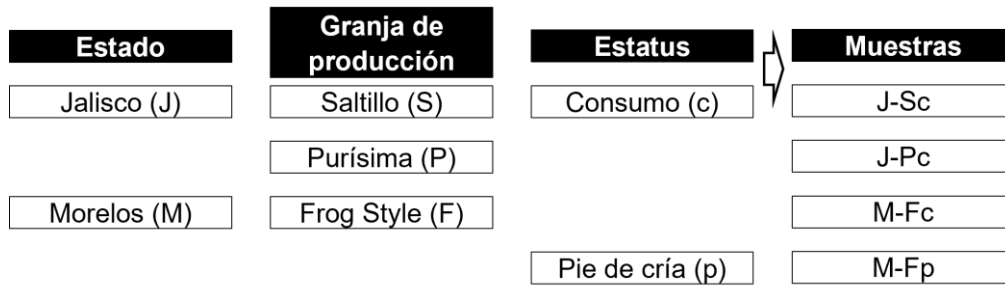 Estado
Granja de
producción
Estatus
Muestras
Jalisco (J)
Saltillo (S)
Consumo (c)
J-Sc
Purísima (P)
J-Pc
Morelos (M)
Frog Style (F)
M-Fc
Pie de cría (p)
M-Fp